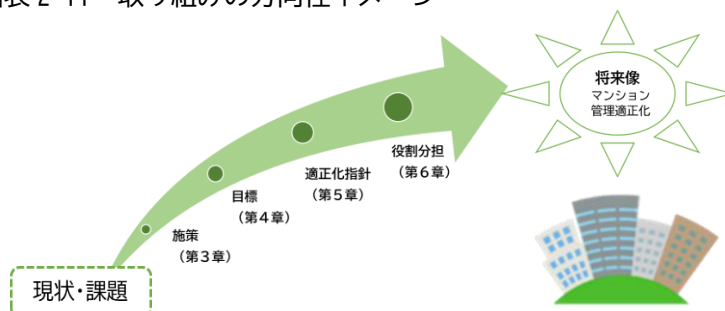 取り組みの方向性イメージ
将来像
マンション
管理適正化
役割分担
(第6章)
適正化指針
(第5章)
目標
(第4章)
施策
(第3章)
現状・課題